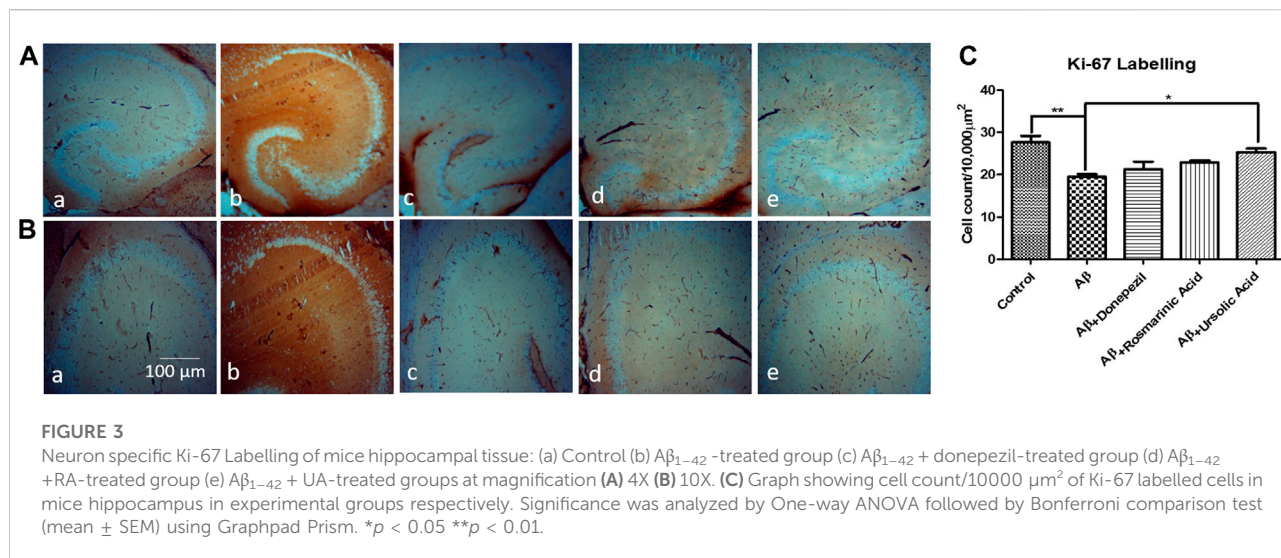 A
a b c d e
B
a b c d e
100 μm
C
Ki-67 Labelling
Cell count/10,000μm²
40
30
20
10
0
** *
Control
Aβ
Aβ+Donepezil
Aβ+Rosmarinic Acid
Aβ+Ursolic Acid
FIGURE 3
Neuron specific Ki-67 Labelling of mice hippocampal tissue: (a) Control (b) Aβ₁₋₄₂ -treated group (c) Aβ₁₋₄₂ + donepezil-treated group (d) Aβ₁₋₄₂
+RA-treated group (e) Aβ₁₋₄₂ + UA-treated groups at magnification (A) 4X (B) 10X. (C) Graph showing cell count/10000 μm² of Ki-67 labelled cells in
mice hippocampus in experimental groups respectively. Significance was analyzed by One-way ANOVA followed by Bonferroni comparison test
(mean ± SEM) using Graphpad Prism. *p < 0.05 **p < 0.01.